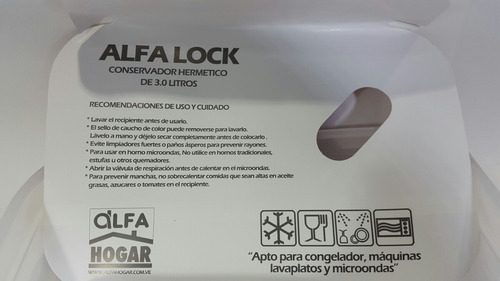 ALFA LOCK
CONSERVADOR HERMETICO
DE 3.0 LITROS
RECOMENDACIONES DE USO Y CUIDADO
* Lavar el recipiente antes de usarlo.
* El sello de caucho de color puede removerse para lavarlo.
Lávelo a mano y déjelo secar completamente antes de colocarlo .
* Evite limpiadores fuertes o paños ásperos para prevenir rayones.
* Para usar en horno microondas, No utilice en hornos tradicionales,
estufas u otros quemadores.
* Abrir la válvula de respiración antes de calentar en el microondas.
* Para prevenir manchas, no sobrecalentar comidas que sean altas en aceite
grasas, azucares o tomates en el recipiente.
alFA
HOGAR
WWW.ALFAHOGAR.COM.VE
"Apto para congelador, máquinas
lavaplatos y microondas"